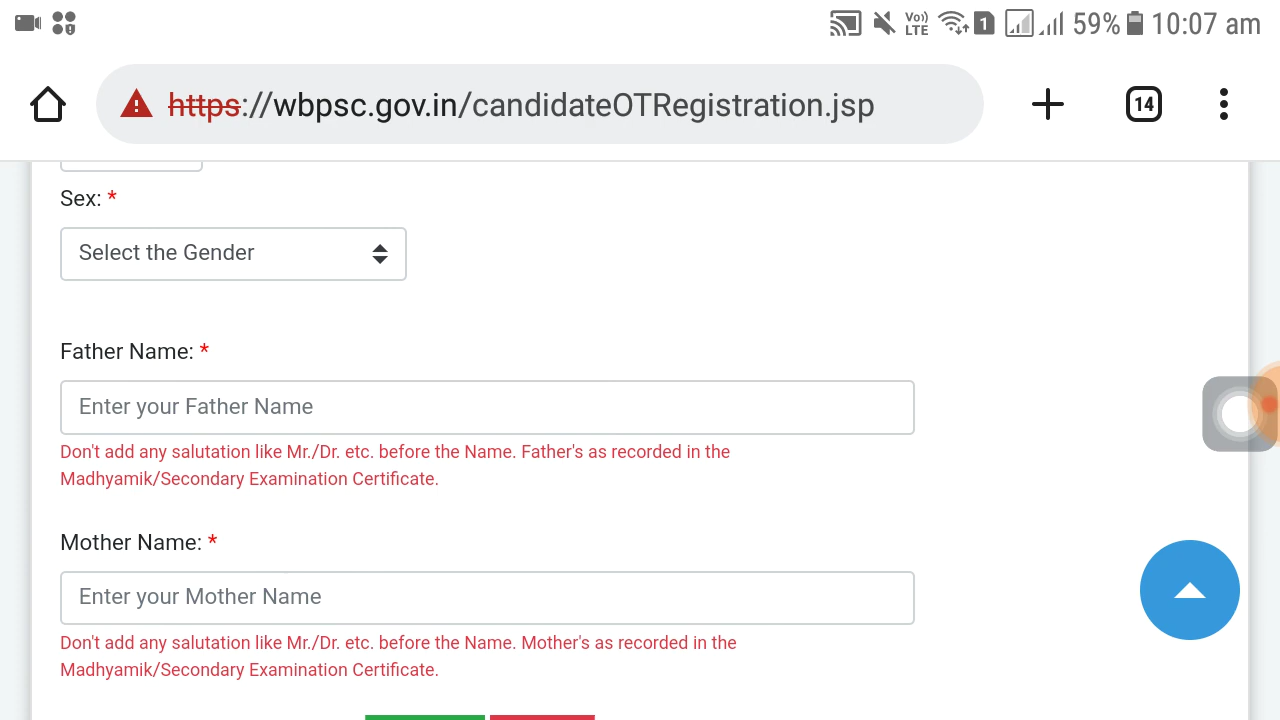 Vo)) LTE 1 59% 10:07 am
https://wbpsc.gov.in/candidateOTRegistration.jsp
14
Sex: *
Select the Gender
Father Name: *
Enter your Father Name
Don't add any salutation like Mr./Dr. etc. before the Name. Father's as recorded in the
Madhyamik/Secondary Examination Certificate.
Mother Name: *
Enter your Mother Name
Don't add any salutation like Mr./Dr. etc. before the Name. Mother's as recorded in the
Madhyamik/Secondary Examination Certificate.